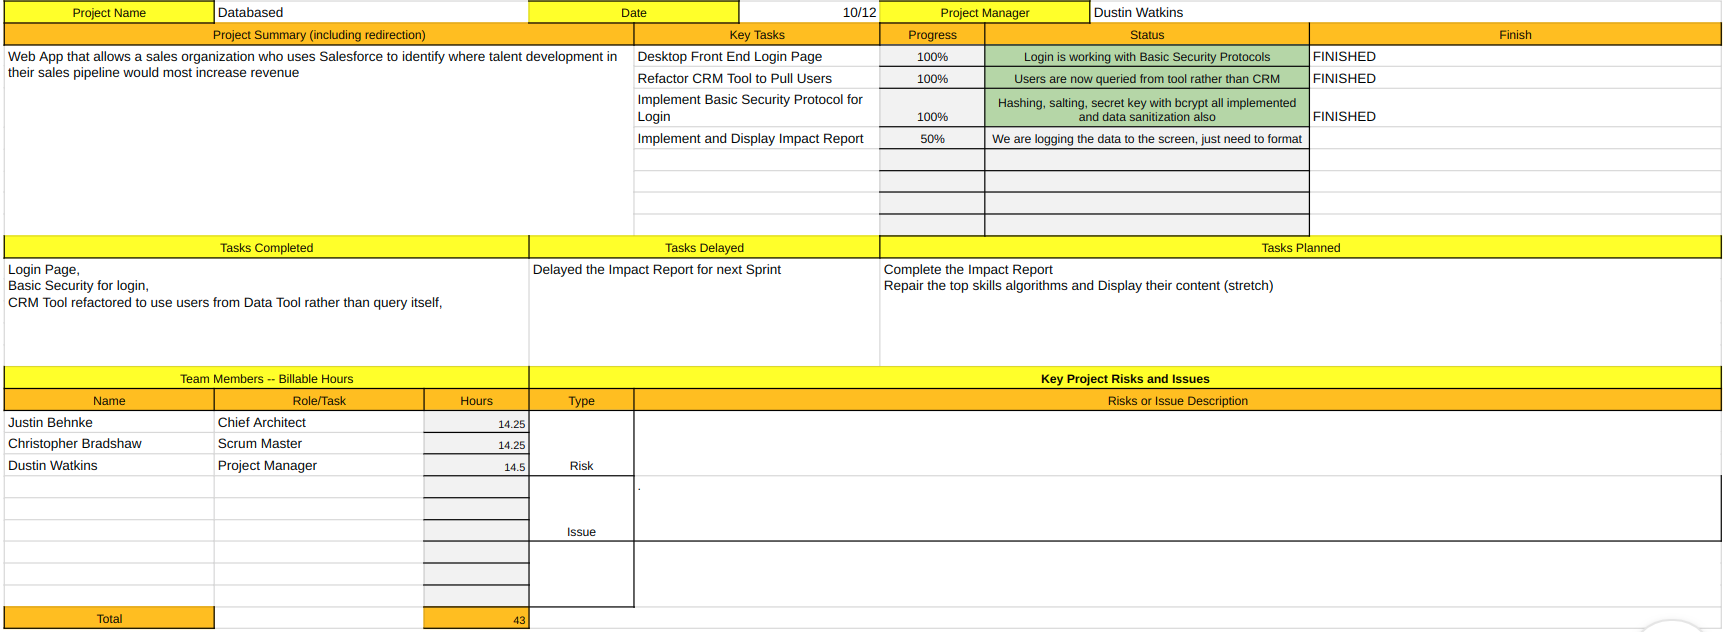 Project Name Databased Date 10/12 Project Manager Dustin Watkins
Project Summary (including redirection) Key Tasks Progress Status Finish
Web App that allows a sales organization who uses Salesforce to identify where talent development in
their sales pipeline would most increase revenue
Desktop Front End Login Page 100% Login is working with Basic Security Protocols FINISHED
Refactor CRM Tool to Pull Users 100% Users are now queried from tool rather than CRM FINISHED
Implement Basic Security Protocol for
Login 100% Hashing, salting, secret key with bcrypt all implemented
and data sanitization also FINISHED
Implement and Display Impact Report 50% We are logging the data to the screen, just need to format
Tasks Completed Tasks Delayed Tasks Planned
Login Page,
Basic Security for login,
CRM Tool refactored to use users from Data Tool rather than query itself,
Delayed the Impact Report for next Sprint
Complete the Impact Report
Repair the top skills algorithms and Display their content (stretch)
Team Members -- Billable Hours Key Project Risks and Issues
Name Role/Task Hours Type Risks or Issue Description
Justin Behnke Chief Architect 14.25
Christopher Bradshaw Scrum Master 14.25
Dustin Watkins Project Manager 14.5 Risk
.
Issue
Total 43